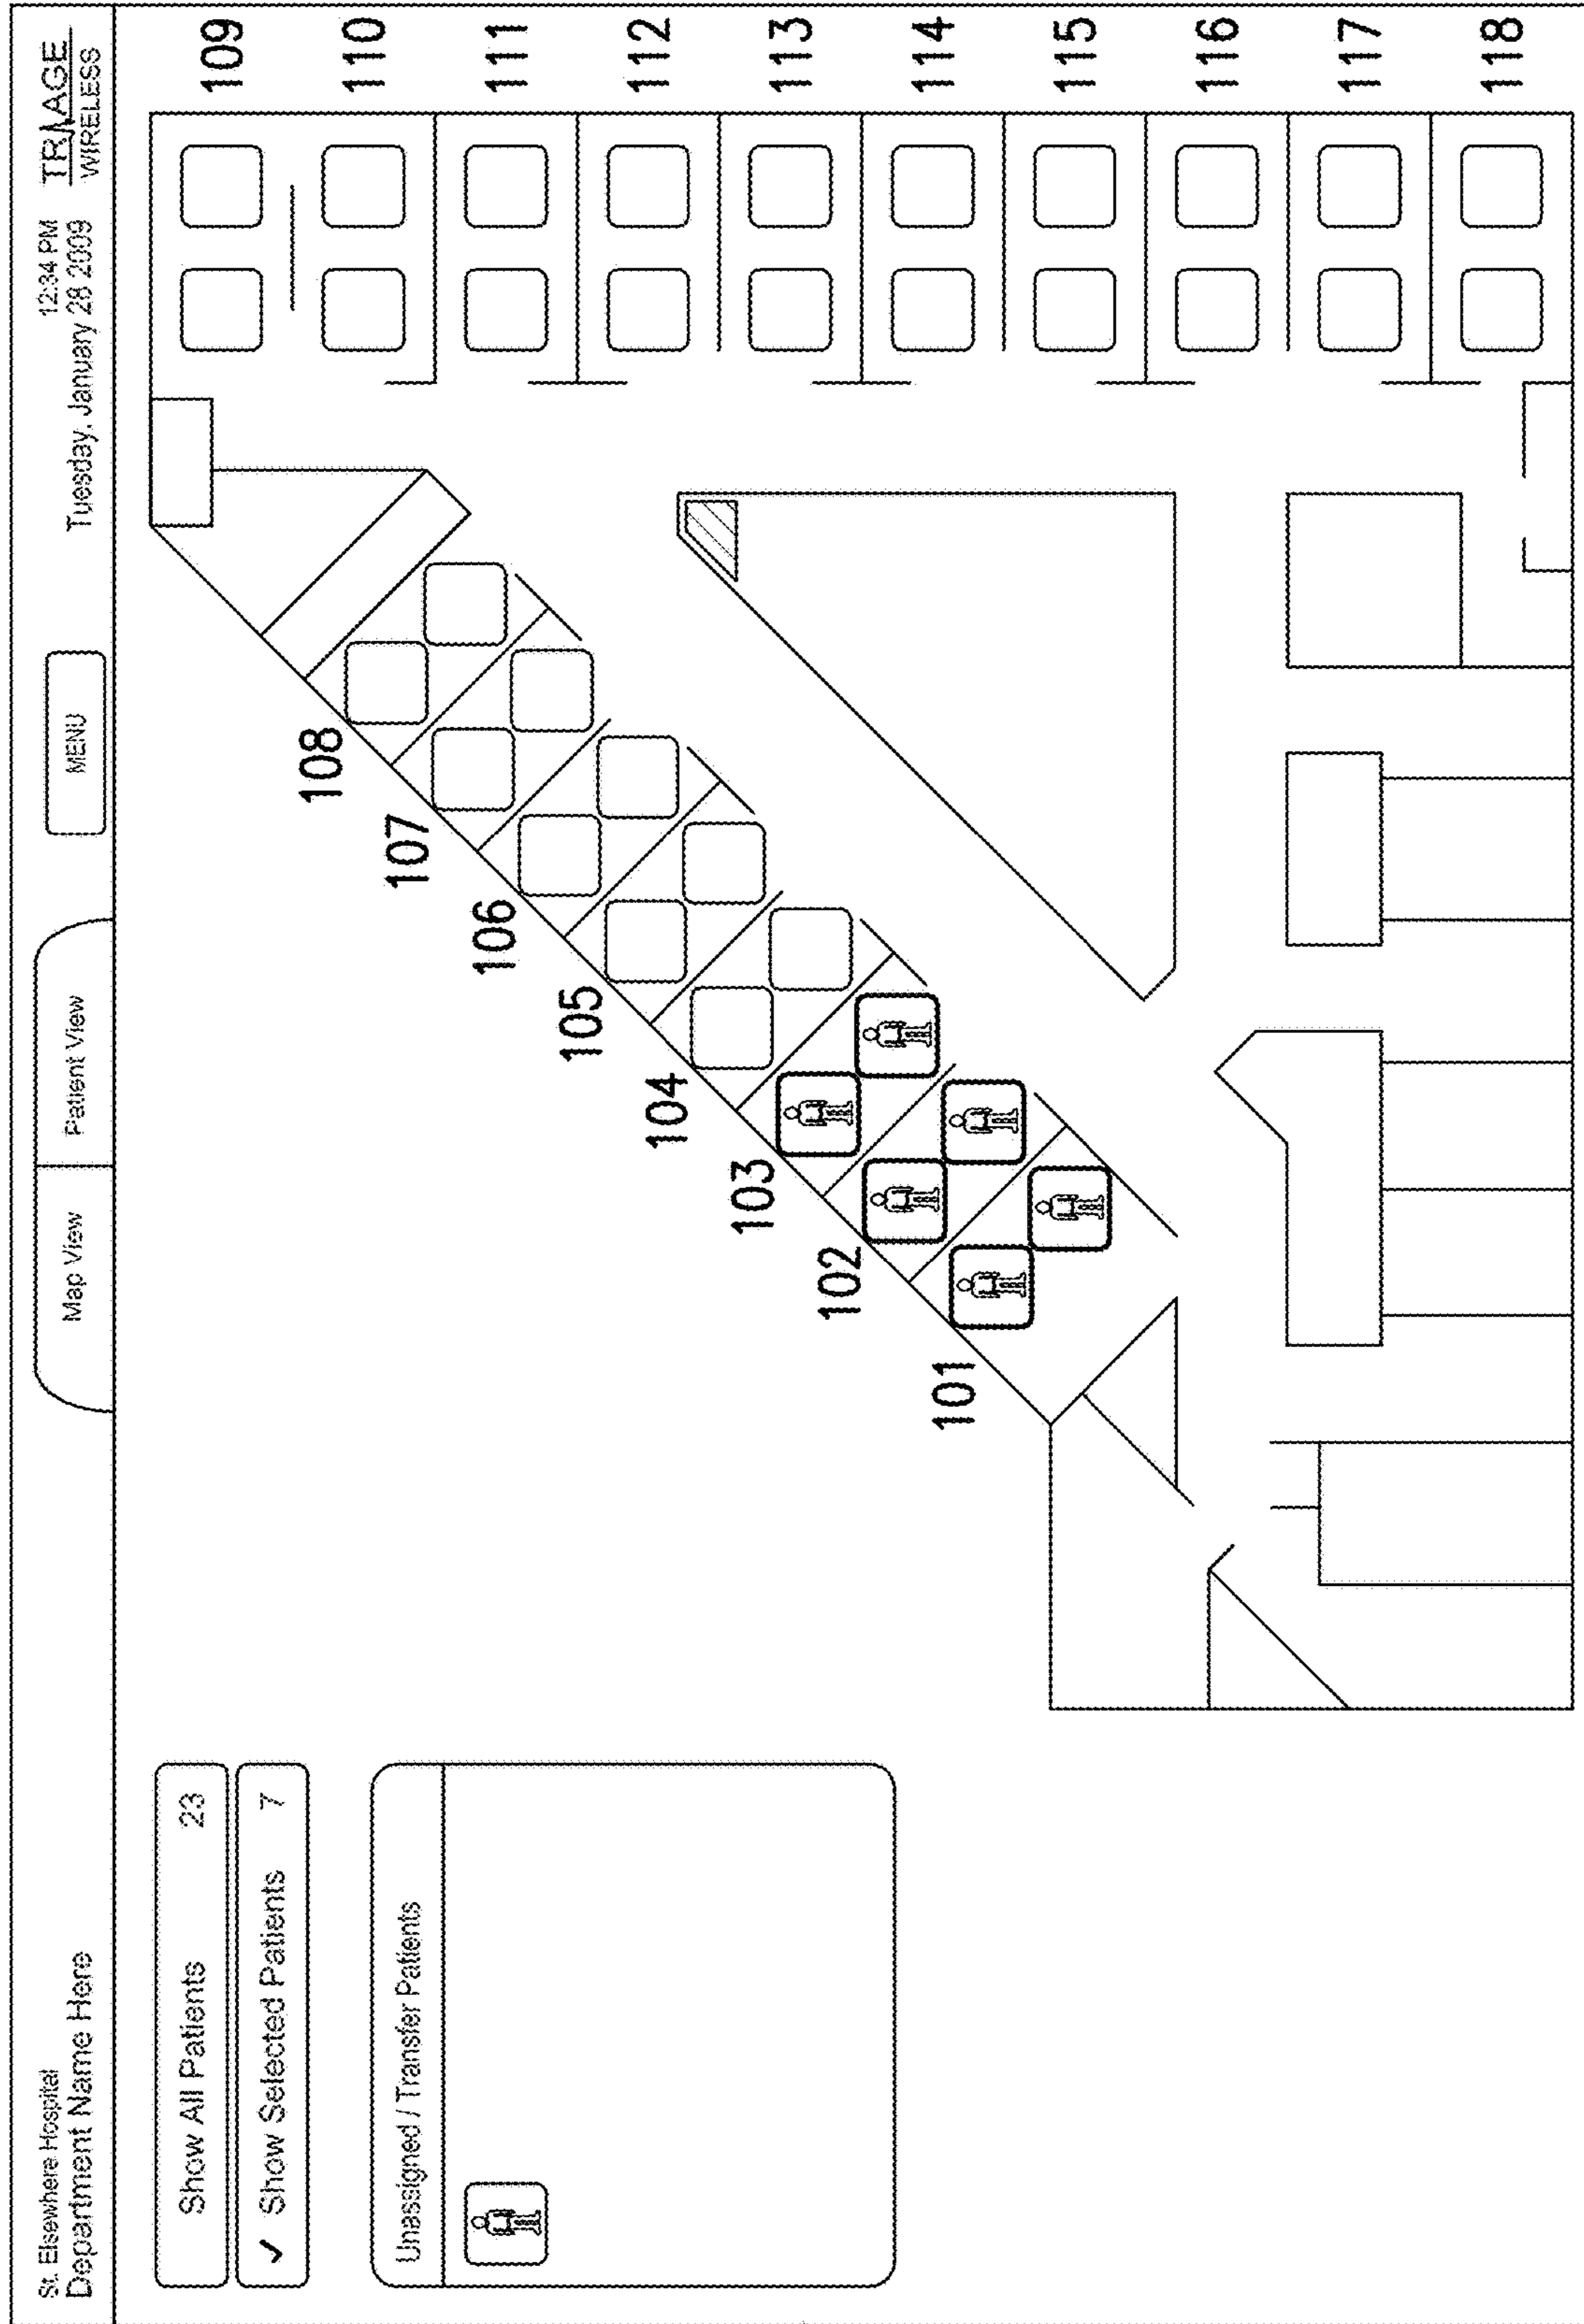 St. Elsewhere Hospital
Department Name Here
Map View
Patient View
MENU
12:34 PM
Tuesday, January 28 2009
TRIAGE
WIRELESS
Show All Patients 23
✓ Show Selected Patients 7
Unassigned / Transfer Patients
101
102
103
104
105
106
107
108
109
110
111
112
113
114
115
116
117
118